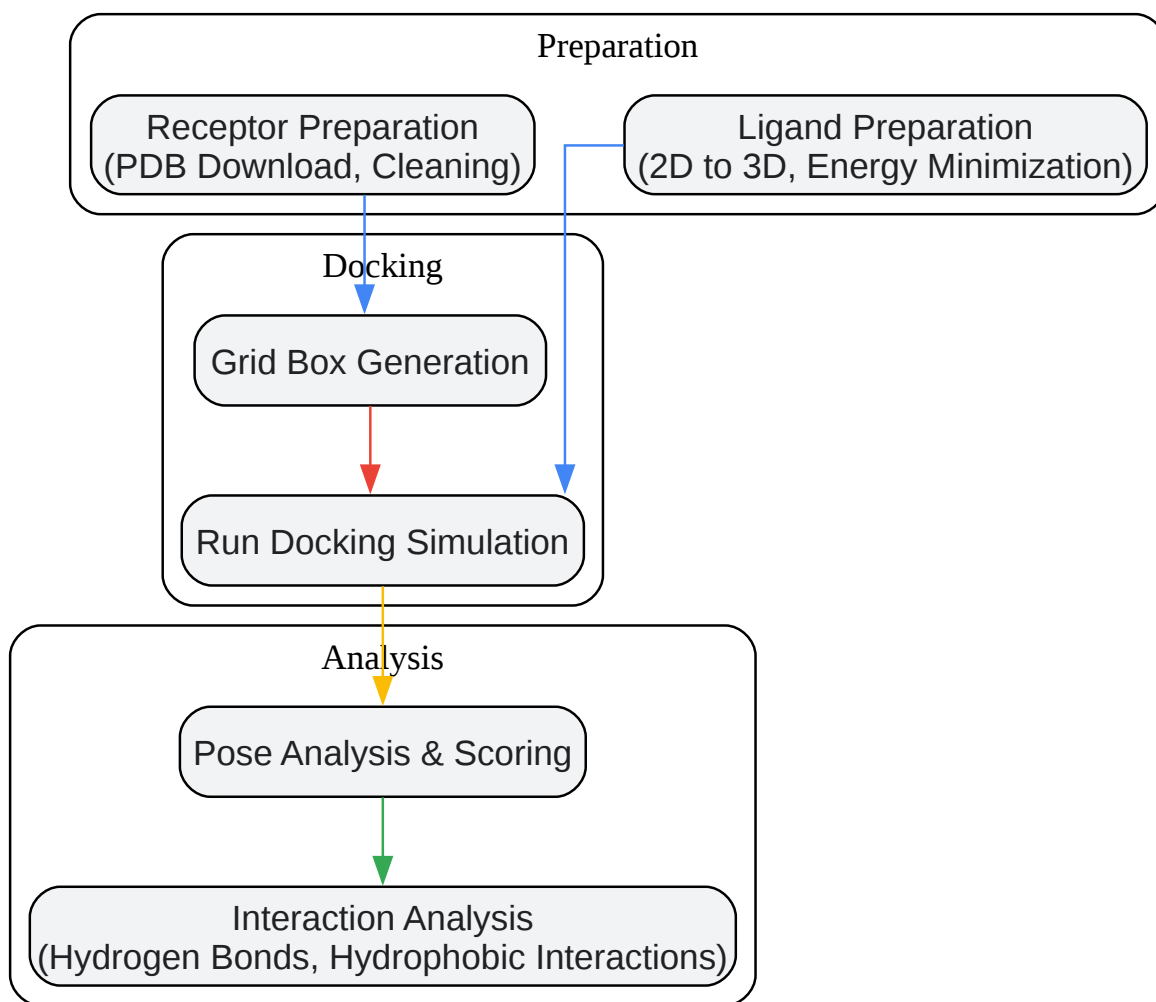 Preparation
Receptor Preparation
(PDB Download, Cleaning)
Ligand Preparation
(2D to 3D, Energy Minimization)
Docking
Grid Box Generation
Run Docking Simulation
Analysis
Pose Analysis & Scoring
Interaction Analysis
(Hydrogen Bonds, Hydrophobic Interactions)